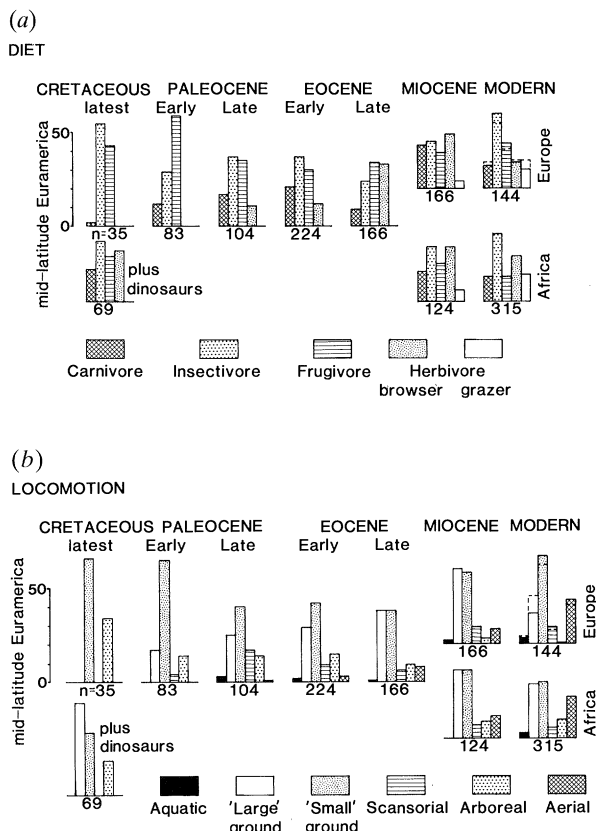 (a)
DIET
CRETACEOUS PALEOCENE EOCENE MIOCENE MODERN
latest Early Late Early Late
mid-latitude Euramerica
50
0
n=35 83 104 224 166
166 144
Europe
plus
dinosaurs
69
124 315
Africa
Carnivore Insectivore Frugivore Herbivore
browser grazer
(b)
LOCOMOTION
CRETACEOUS PALEOCENE EOCENE MIOCENE MODERN
latest Early Late Early Late
mid-latitude Euramerica
50
0
n=35 83 104 224 166
166 144
Europe
plus
dinosaurs
69
124 315
Africa
Aquatic 'Large' 'Small' Scansorial Arboreal Aerial
ground ground